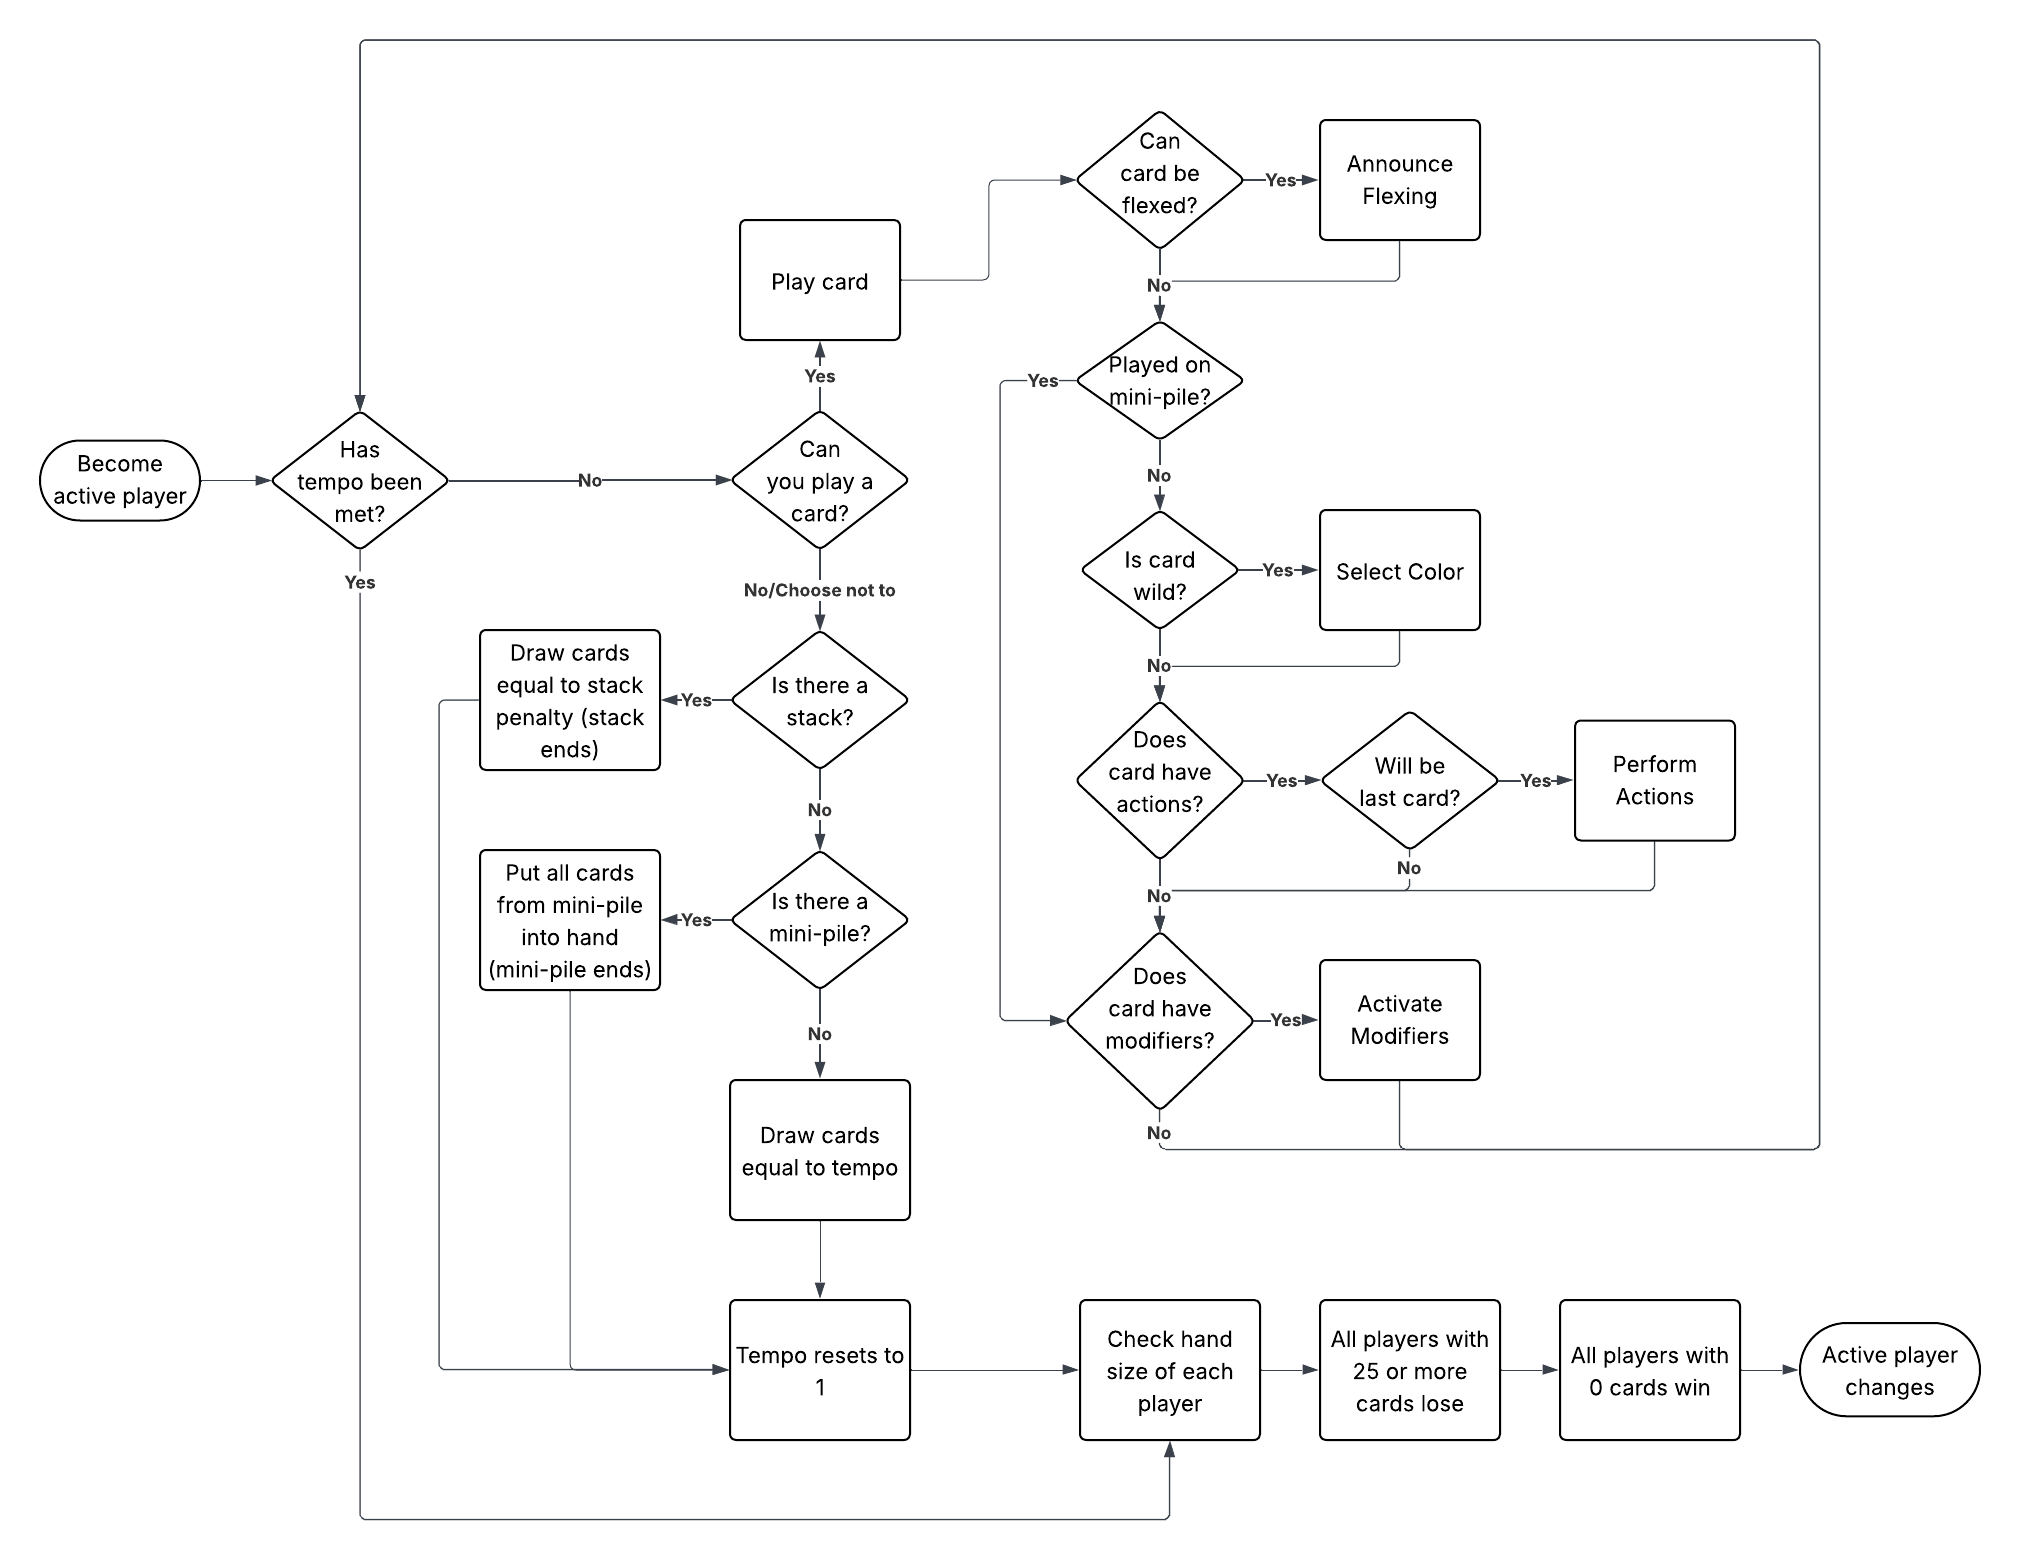 Can
card be
flexed?
Yes
Announce
Flexing
No
Play card
Yes
Played on
mini-pile?
Yes
No
Become
active player
Has
tempo been
met?
No
Yes
Can
you play a
card?
No/Choose not to
Is card
wild?
Yes
Select Color
No
Draw cards
equal to stack
penalty (stack
ends)
Yes
Is there a
stack?
No
Does
card have
actions?
Yes
Will be
last card?
Yes
Perform
Actions
No
No
Put all cards
from mini-pile
into hand
(mini-pile ends)
Yes
Is there a
mini-pile?
No
Does
card have
modifiers?
Yes
Activate
Modifiers
No
Draw cards
equal to tempo
Tempo resets to
1
Check hand
size of each
player
All players with
25 or more
cards lose
All players with
0 cards win
Active player
changes